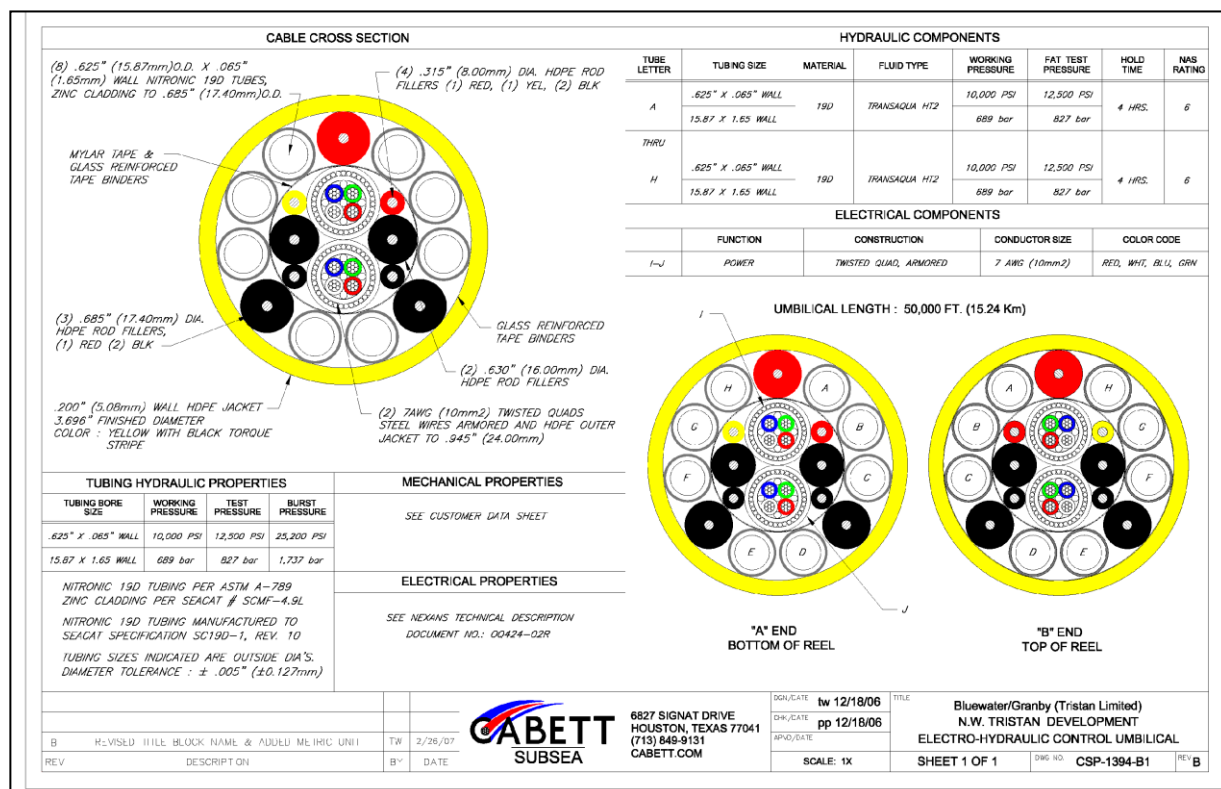 CABLE CROSS SECTION
(8) .625" (15.87mm)O.D. X .065"
(1.65mm) WALL NITRONIC 19D TUBES,
ZINC CLADDING TO .685" (17.40mm)O.D.
(4) .315" (8.00mm) DIA. HDPE ROD
FILLERS (1) RED, (1) YEL, (2) BLK
MYLAR TAPE &
GLASS REINFORCED
TAPE BINDERS
(3) .685" (17.40mm) DIA.
HDPE ROD FILLERS,
(1) RED (2) BLK
GLASS REINFORCED
TAPE BINDERS
(2) .630" (16.00mm) DIA.
HDPE ROD FILLERS
.200" (5.08mm) WALL HDPE JACKET
3.696" FINISHED DIAMETER
COLOR : YELLOW WITH BLACK TORQUE
STRIPE
(2) 7AWG (10mm2) TWISTED QUADS
STEEL WIRES ARMORED AND HDPE OUTER
JACKET TO .945" (24.00mm)
HYDRAULIC COMPONENTS
TUBE LETTER TUBING SIZE MATERIAL FLUID TYPE WORKING PRESSURE FAT TEST PRESSURE HOLD TIME NAS RATING
A .625" X .065" WALL 19D TRANSAQUA HT2 10,000 PSI 12,500 PSI 4 HRS. 6
15.87 X 1.65 WALL 689 bar 827 bar
THRU
H .625" X .065" WALL 19D TRANSAQUA HT2 10,000 PSI 12,500 PSI 4 HRS. 6
15.87 X 1.65 WALL 689 bar 827 bar
ELECTRICAL COMPONENTS
FUNCTION CONSTRUCTION CONDUCTOR SIZE COLOR CODE
I-J POWER TWISTED QUAD, ARMORED 7 AWG (10mm2) RED, WHT, BLU, GRN
UMBILICAL LENGTH : 50,000 FT. (15.24 Km)
I
H A
G B
F C
E D
J
"A" END
BOTTOM OF REEL
A H
B G
C F
D E
"B" END
TOP OF REEL
TUBING HYDRAULIC PROPERTIES
TUBING BORE SIZE WORKING PRESSURE TEST PRESSURE BURST PRESSURE
.625" X .065" WALL 10,000 PSI 12,500 PSI 25,200 PSI
15.87 X 1.65 WALL 689 bar 827 bar 1,737 bar
NITRONIC 19D TUBING PER ASTM A-789
ZINC CLADDING PER SEACAT # SCMF-4.9L
NITRONIC 19D TUBING MANUFACTURED TO
SEACAT SPECIFICATION SC19D-1, REV. 10
TUBING SIZES INDICATED ARE OUTSIDE DIA'S.
DIAMETER TOLERANCE : ± .005" (±0.127mm)
MECHANICAL PROPERTIES
SEE CUSTOMER DATA SHEET
ELECTRICAL PROPERTIES
SEE NEXANS TECHNICAL DESCRIPTION
DOCUMENT NO.: 00424-02R
B REVISED TITLE BLOCK NAME & ADDED METRIC UNIT TW 2/26/07
REV DESCRIPTION BY DATE
CABETT
SUBSEA
6827 SIGNAT DRIVE
HOUSTON, TEXAS 77041
(713) 849-9131
CABETT.COM
DGN/DATE tw 12/18/06
CHK/DATE pp 12/18/06
APVD/DATE
SCALE: 1X
TITLE
Bluewater/Granby (Tristan Limited)
N.W. TRISTAN DEVELOPMENT
ELECTRO-HYDRAULIC CONTROL UMBILICAL
SHEET 1 OF 1 DWG NO. CSP-1394-B1 REV B